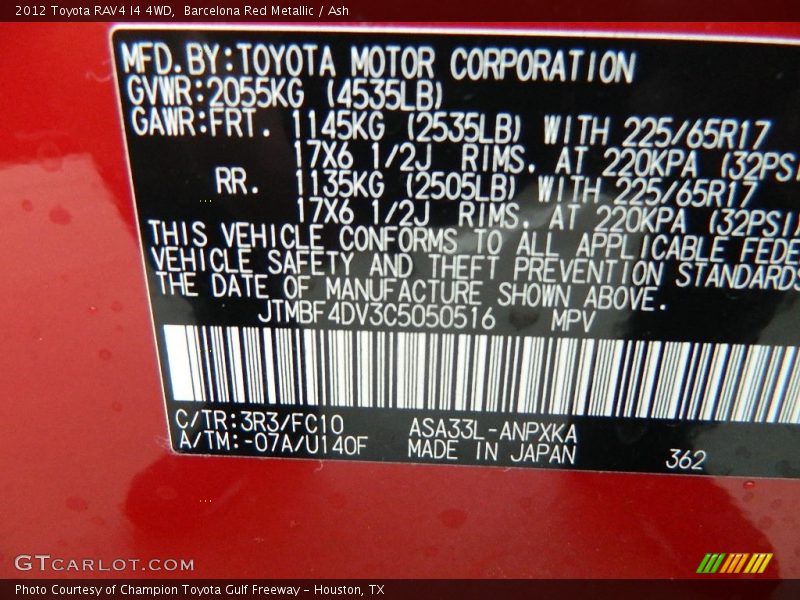 2012 Toyota RAV4 I4 4WD, Barcelona Red Metallic / Ash
MFD.BY:TOYOTA MOTOR CORPORATION
GVWR:2055KG (4535LB)
GAWR:FRT. 1145KG (2535LB) WITH 225/65R17
17X6 1/2J RIMS. AT 220KPA (32PSI
RR. 1135KG (2505LB) WITH 225/65R17
17X6 1/2J RIMS. AT 220KPA (32PSI)
THIS VEHICLE CONFORMS TO ALL APPLICABLE FEDE
VEHICLE SAFETY AND THEFT PREVENTION STANDARDS
THE DATE OF MANUFACTURE SHOWN ABOVE.
JTMBF4DV3C5050516 MPV
C/TR:3R3/FC10 ASA33L-ANPXKA
A/TM:-07A/U140F MADE IN JAPAN 362
GTCARLOT.COM
Photo Courtesy of Champion Toyota Gulf Freeway - Houston, TX